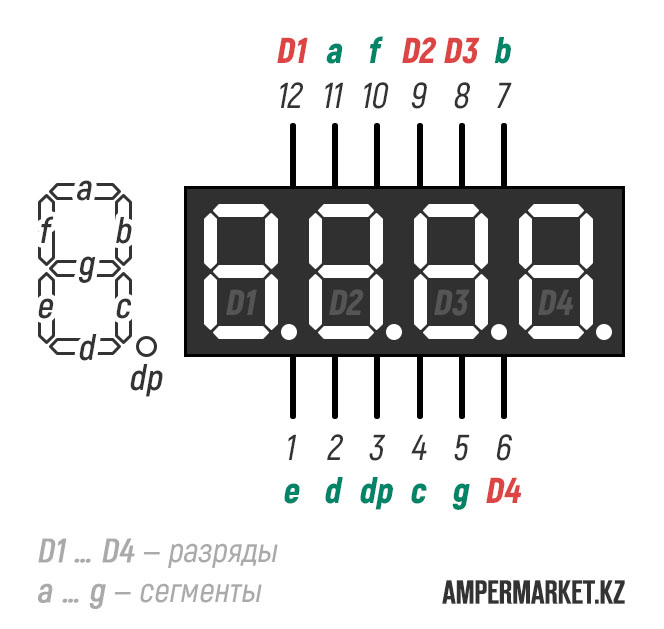 D1 a f D2 D3 b
12 11 10 9 8 7
a
f b
g
e c
d
dp
D1 D2 D3 D4
1 2 3 4 5 6
e d dp c g D4
D1 ... D4 – разряды
a ... g – сегменты
AMPERMARKET.KZ